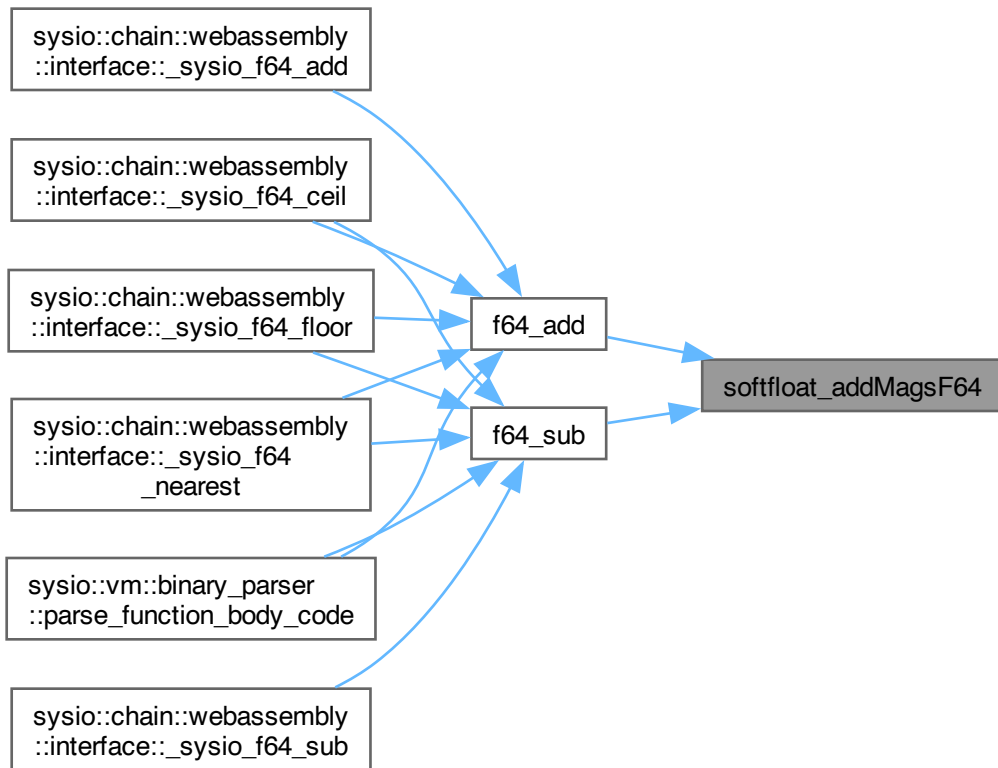 sysio::chain::webassembly
::interface::_sysio_f64_add
sysio::chain::webassembly
::interface::_sysio_f64_ceil
sysio::chain::webassembly
::interface::_sysio_f64_floor
sysio::chain::webassembly
::interface::_sysio_f64
_nearest
sysio::vm::binary_parser
::parse_function_body_code
sysio::chain::webassembly
::interface::_sysio_f64_sub
f64_add
f64_sub
softfloat_addMagsF64